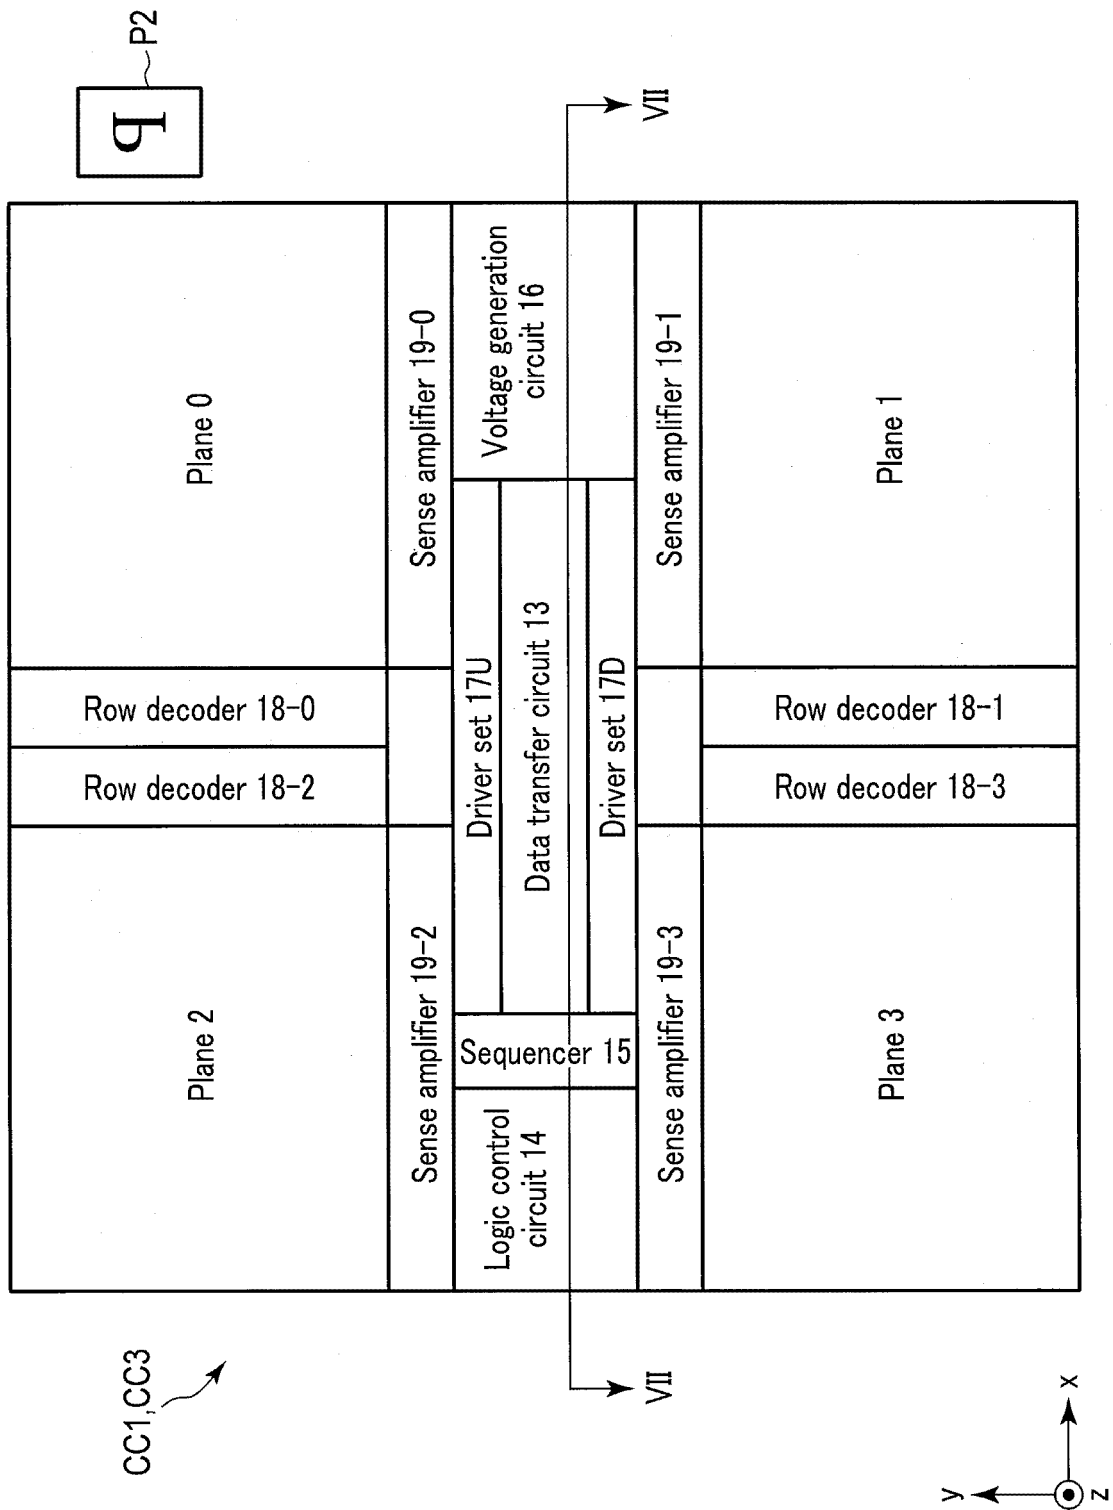 CC1,CC3
P2
Plane 2
Row decoder 18-2
Row decoder 18-0
Plane 0
Sense amplifier 19-2
Sense amplifier 19-0
Logic control
circuit 14
Sequencer 15
Driver set 17U
Data transfer circuit 13
Driver set 17D
Voltage generation
circuit 16
VII
VII
Sense amplifier 19-3
Sense amplifier 19-1
Plane 3
Row decoder 18-3
Row decoder 18-1
Plane 1
y
x
z